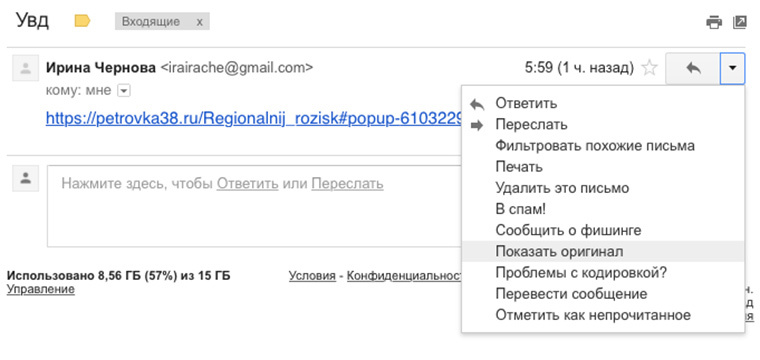 Увд
Входящие x
Ирина Чернова <irairache@gmail.com> 5:59 (1 ч. назад)
кому: мне
https://petrovka38.ru/Regionalnij_rozisk#popup-6103229
Ответить
Переслать
Фильтровать похожие письма
Печать
Удалить это письмо
В спам!
Сообщить о фишинге
Показать оригинал
Проблемы с кодировкой?
Перевести сообщение
Отметить как непрочитанное
Нажмите здесь, чтобы Ответить или Переслать
Использовано 8,56 ГБ (57%) из 15 ГБ
Управление
Условия - Конфиденциальност